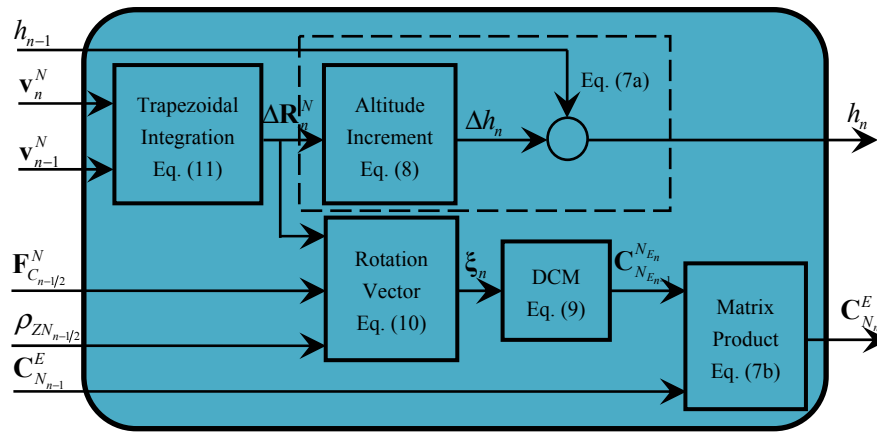 h_{n-1}
v_n^N
v_{n-1}^N
Trapezoidal
Integration
Eq. (11)
ΔR_n^N
Altitude
Increment
Eq. (8)
Δh_n
Eq. (7a)
h_n
F_{C_{n-1/2}}^N
ρ_{ZN_{n-1/2}}
C_{N_{n-1}}^E
Rotation
Vector
Eq. (10)
ξ_n
DCM
Eq. (9)
C_{N_{E_{n-1}}}^{N_{E_n}}
Matrix
Product
Eq. (7b)
C_{N_n}^E